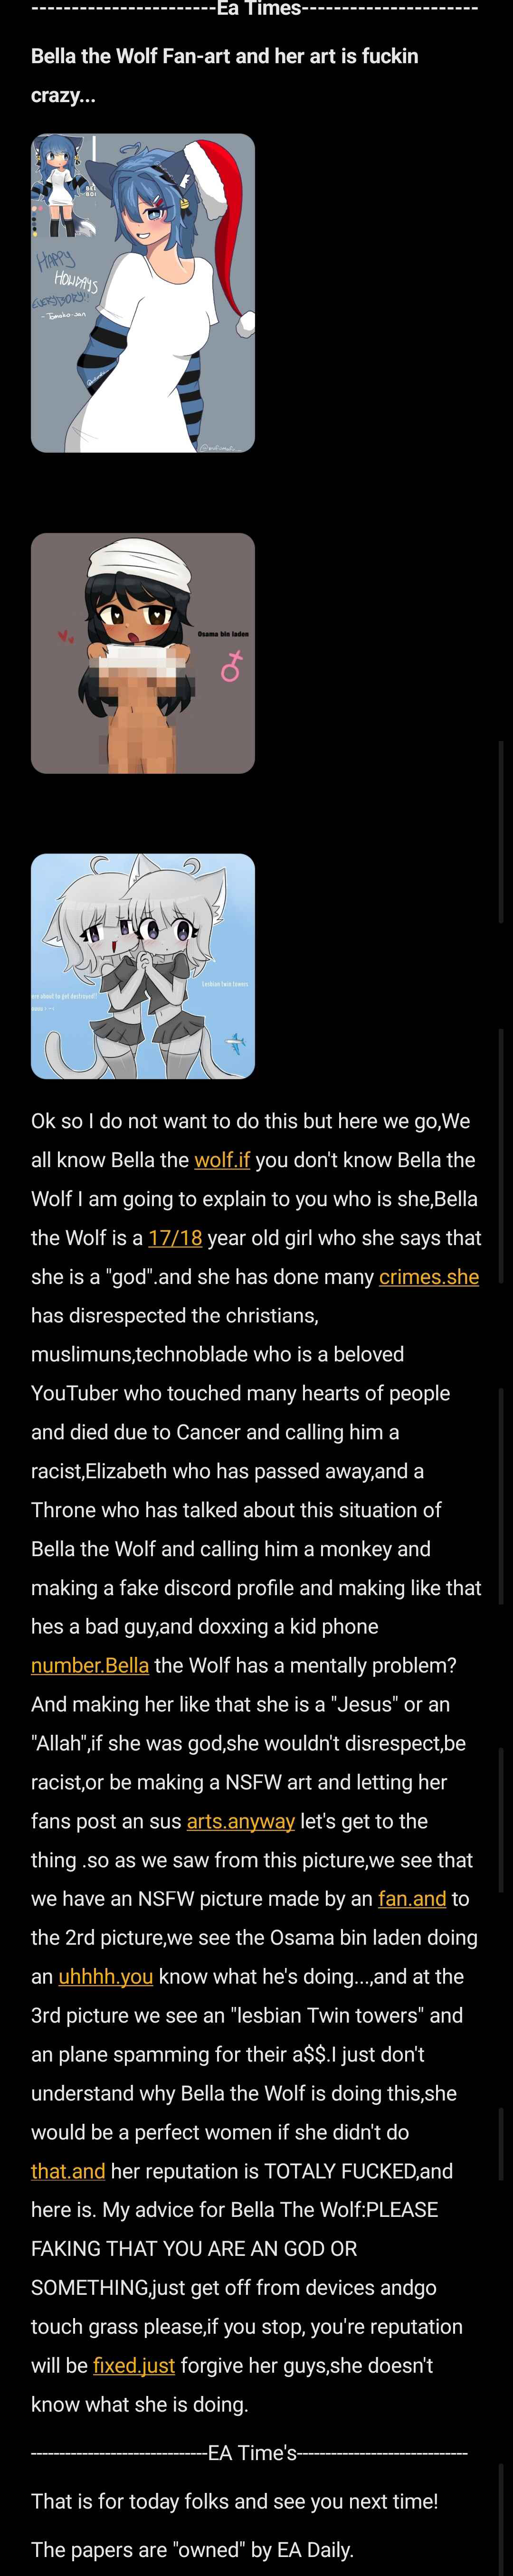 -----------------------Ea Times----------------------
Bella the Wolf Fan-art and her art is fuckin
crazy...
HAPPY
HOLIDAYS
EVERYBODY!!
Osama bin laden
Lesbian twin towers
are about to get destroyed!!
Ok so I do not want to do this but here we go,We
all know Bella the wolf.if you don't know Bella the
Wolf I am going to explain to you who is she,Bella
the Wolf is a 17/18 year old girl who she says that
she is a "god".and she has done many crimes.she
has disrespected the christians,
muslimuns,technoblade who is a beloved
YouTuber who touched many hearts of people
and died due to Cancer and calling him a
racist,Elizabeth who has passed away,and a
Throne who has talked about this situation of
Bella the Wolf and calling him a monkey and
making a fake discord profile and making like that
hes a bad guy,and doxxing a kid phone
number.Bella the Wolf has a mentally problem?
And making her like that she is a "Jesus" or an
"Allah",if she was god,she wouldn't disrespect,be
racist,or be making a NSFW art and letting her
fans post an sus arts.anyway let's get to the
thing .so as we saw from this picture,we see that
we have an NSFW picture made by an fan.and to
the 2rd picture,we see the Osama bin laden doing
an uhhhh.you know what he's doing...,and at the
3rd picture we see an "lesbian Twin towers" and
an plane spamming for their a$$.I just don't
understand why Bella the Wolf is doing this,she
would be a perfect women if she didn't do
that.and her reputation is TOTALY FUCKED,and
here is. My advice for Bella The Wolf:PLEASE
FAKING THAT YOU ARE AN GOD OR
SOMETHING,just get off from devices andgo
touch grass please,if you stop, you're reputation
will be fixed.just forgive her guys,she doesn't
know what she is doing.
-------------------------------EA Time's------------------------------
That is for today folks and see you next time!
The papers are "owned" by EA Daily.